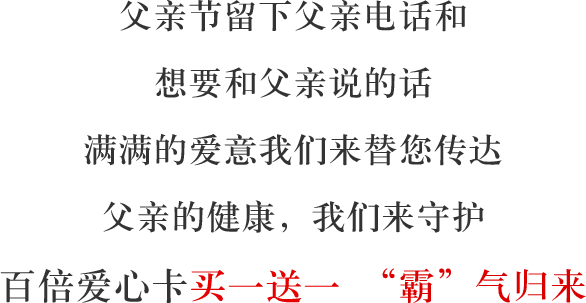 父亲节留下父亲电话和
想要和父亲说的话
满满的爱意我们来替您传达
父亲的健康，我们来守护
百倍爱心卡买一送一 “霸”气归来